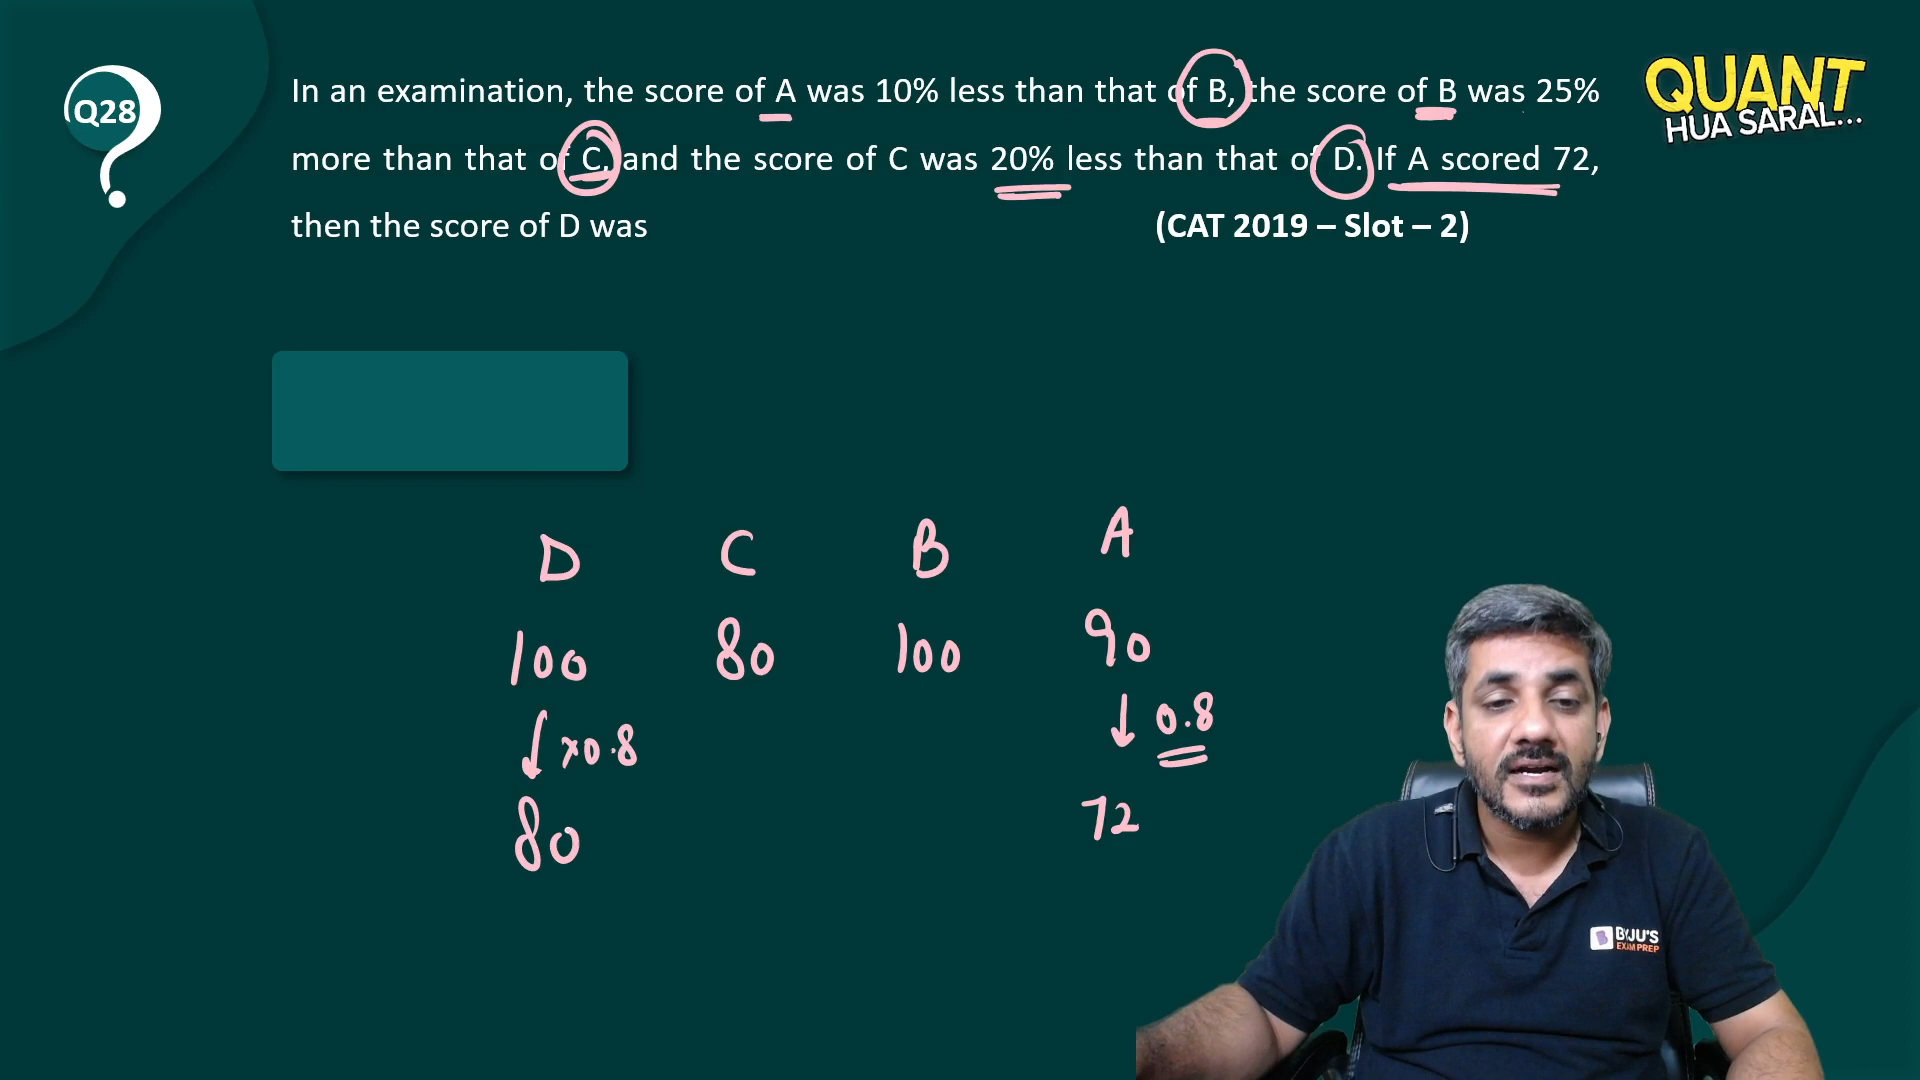 Q28
In an examination, the score of A was 10% less than that of B, the score of B was 25%
more than that of C, and the score of C was 20% less than that of D. If A scored 72,
then the score of D was (CAT 2019 – Slot – 2)
QUANT
HUA SARAL...
D C B A
100 80 100 90
×0.8 0.8
80 72
BYJU'S
EXAM PREP